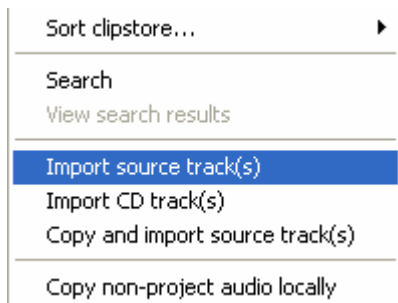 Sort clipstore...
Search
View search results
Import source track(s)
Import CD track(s)
Copy and import source track(s)
Copy non-project audio locally